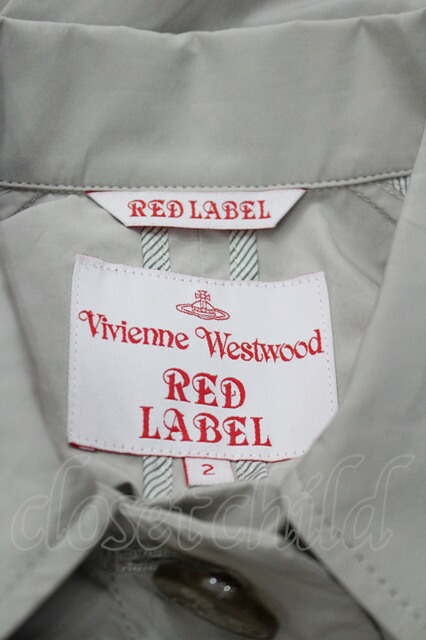 RED LABEL
Vivienne Westwood
RED
LABEL
2
closetchild